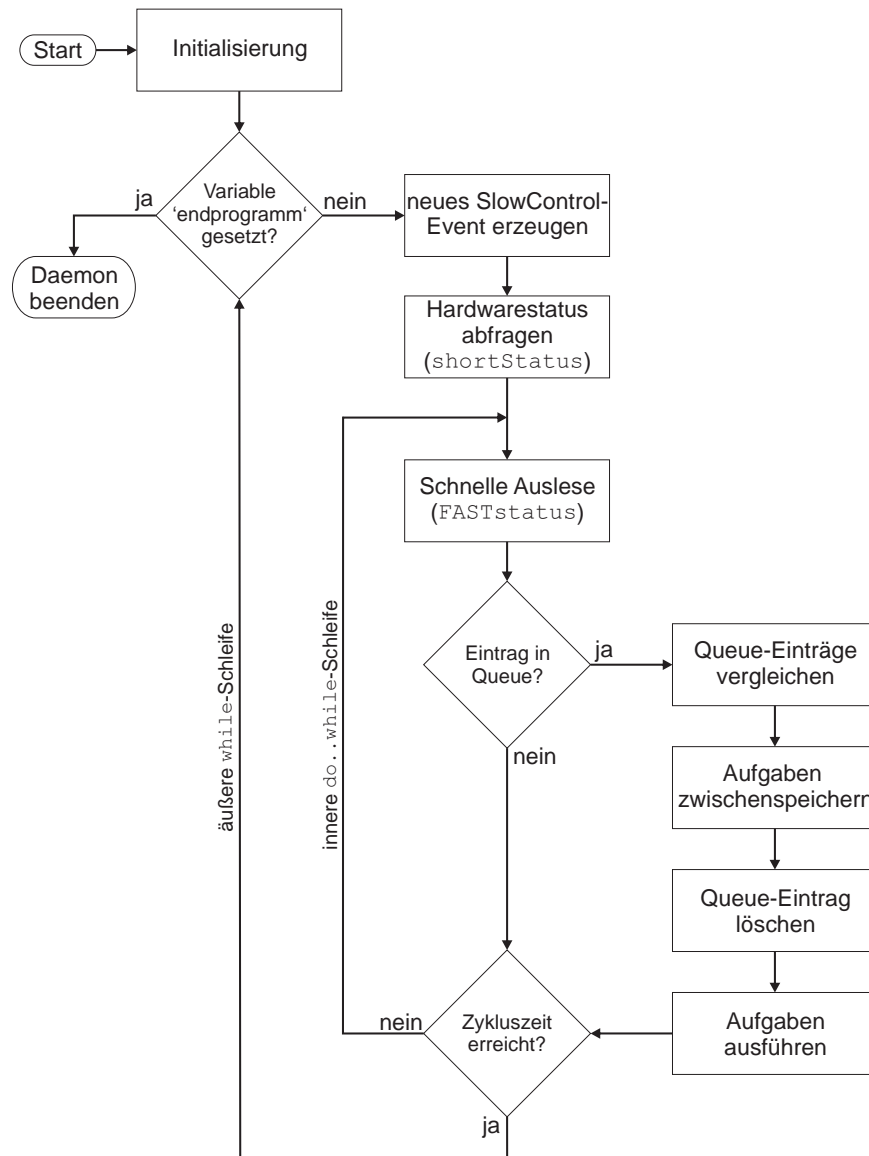 Start
Initialisierung
ja
Variable
‘endprogramm‘
gesetzt?
nein
neues SlowControl-
Event erzeugen
Daemon
beenden
Hardwarestatus
abfragen
(shortStatus)
Schnelle Auslese
(FASTstatus)
äußere while-Schleife
innere do..while-Schleife
Eintrag in
Queue?
ja
Queue-Einträge
vergleichen
nein
Aufgaben
zwischenspeichern
Queue-Eintrag
löschen
nein
Zykluszeit
erreicht?
Aufgaben
ausführen
ja